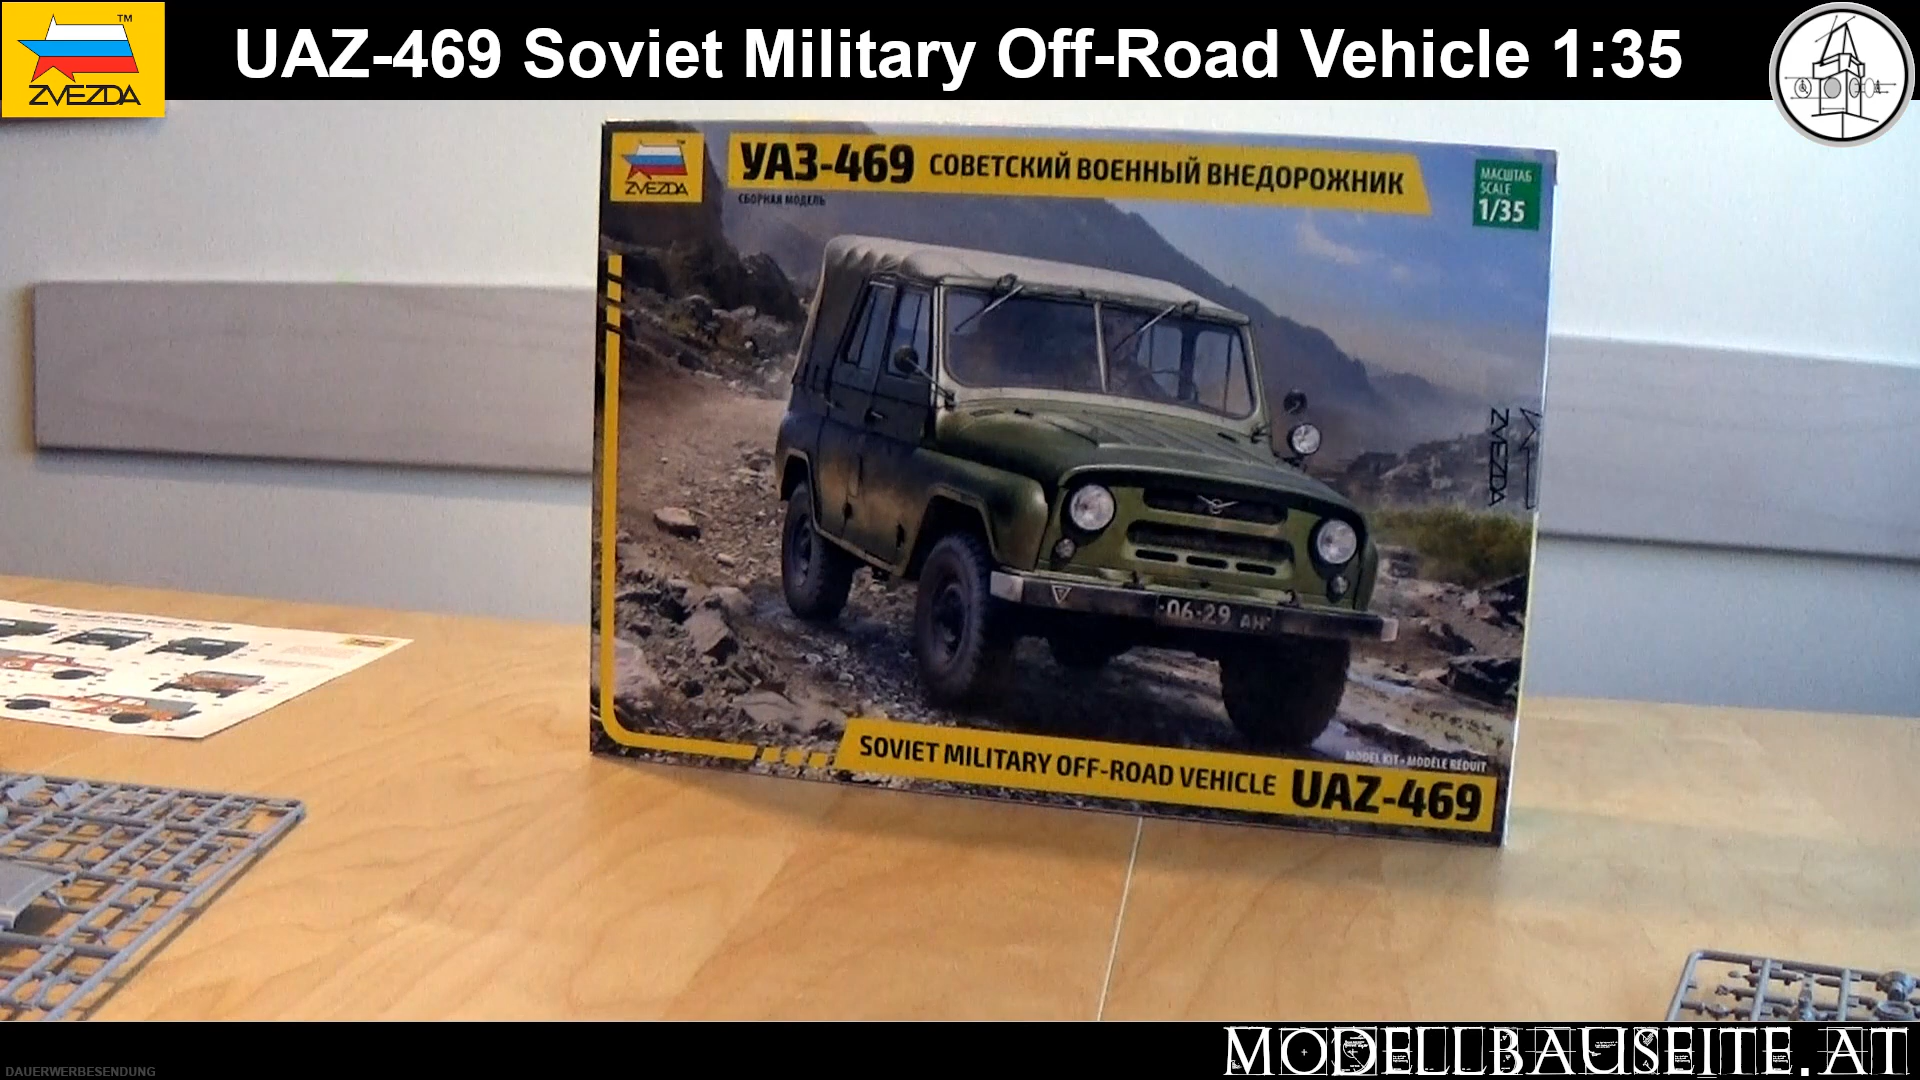 ZVEZDA™
UAZ-469 Soviet Military Off-Road Vehicle 1:35
ZVEZDA
УАЗ-469 СОВЕТСКИЙ ВОЕННЫЙ ВНЕДОРОЖНИК
СБОРНАЯ МОДЕЛЬ
МАСШТАБ
SCALE
1/35
ZVEZDA
06-29 АН
MODEL KIT • MODÈLE RÉDUIT
SOVIET MILITARY OFF-ROAD VEHICLE UAZ-469
MODELLBAUSEITE.AT
DAUERWERBESENDUNG